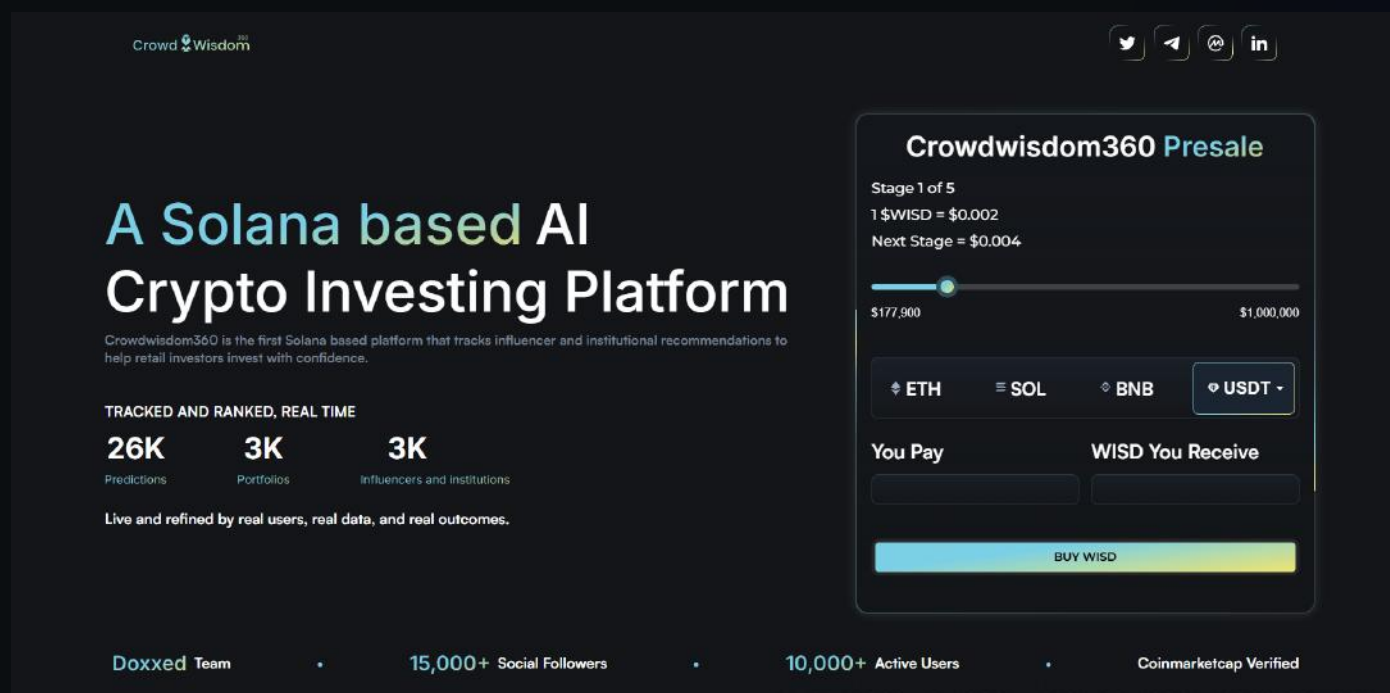 Crowd Wisdom 360
A Solana based AI
Crypto Investing Platform
Crowdwisdom360 is the first Solana based platform that tracks influencer and institutional recommendations to
help retail investors invest with confidence.
TRACKED AND RANKED, REAL TIME
26K 3K 3K
Predictions Portfolios Influencers and institutions
Live and refined by real users, real data, and real outcomes.
Crowdwisdom360 Presale
Stage 1 of 5
1 $WISD = $0.002
Next Stage = $0.004
$177,900 $1,000,000
ETH SOL BNB USDT
You Pay WISD You Receive
BUY WISD
Doxxed Team • 15,000+ Social Followers • 10,000+ Active Users • Coinmarketcap Verified